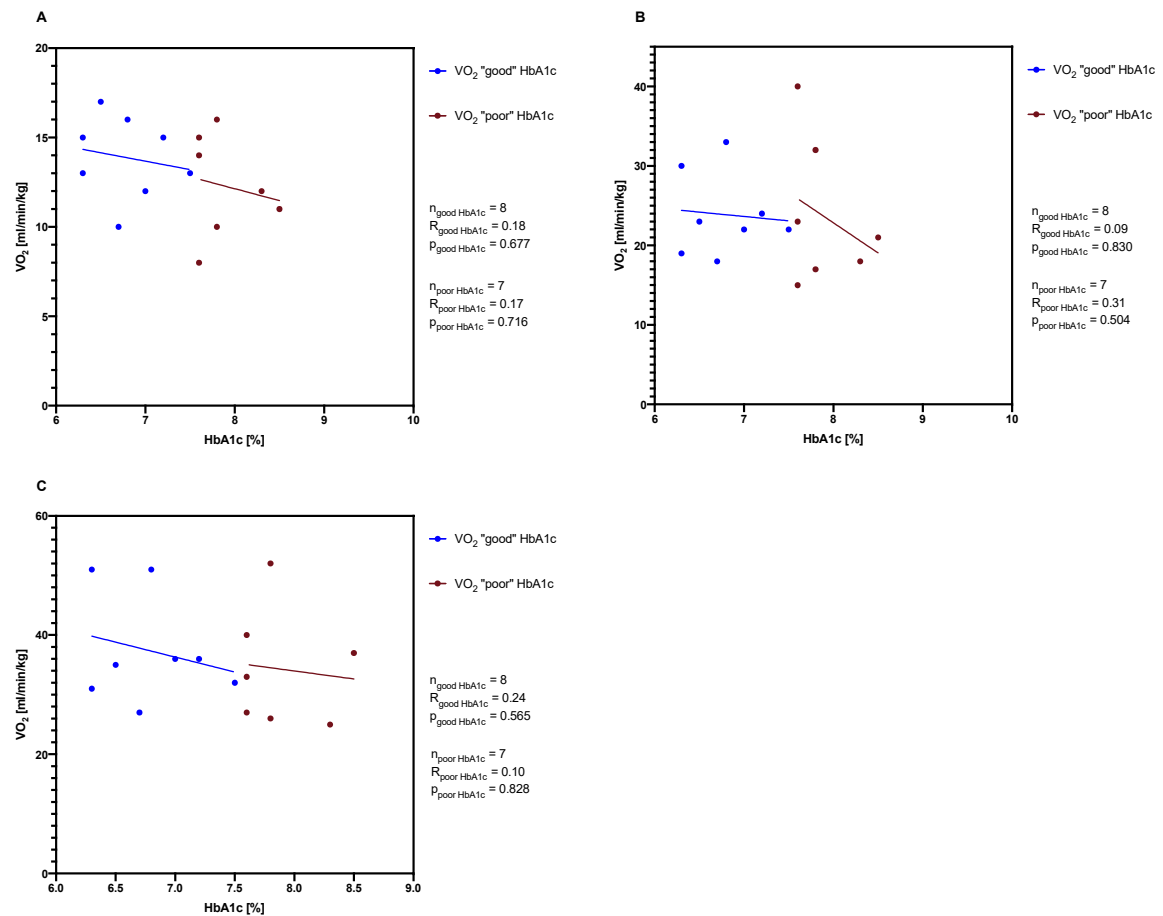 A
20
15
10
5
0
6
7
8
9
10
VO2 [ml/min/kg]
HbA1c [%]
VO2 "good" HbA1c
VO2 "poor" HbA1c
ngood HbA1c = 8
Rgood HbA1c = 0.18
pgood HbA1c = 0.677
npoor HbA1c = 7
Rpoor HbA1c = 0.17
ppoor HbA1c = 0.716
B
40
30
20
10
0
6
7
8
9
10
VO2 [ml/min/kg]
HbA1c [%]
VO2 "good" HbA1c
VO2 "poor" HbA1c
ngood HbA1c = 8
Rgood HbA1c = 0.09
pgood HbA1c = 0.830
npoor HbA1c = 7
Rpoor HbA1c = 0.31
ppoor HbA1c = 0.504
C
60
40
20
0
6.0
6.5
7.0
7.5
8.0
8.5
9.0
VO2 [ml/min/kg]
HbA1c [%]
VO2 "good" HbA1c
VO2 "poor" HbA1c
ngood HbA1c = 8
Rgood HbA1c = 0.24
pgood HbA1c = 0.565
npoor HbA1c = 7
Rpoor HbA1c = 0.10
ppoor HbA1c = 0.828